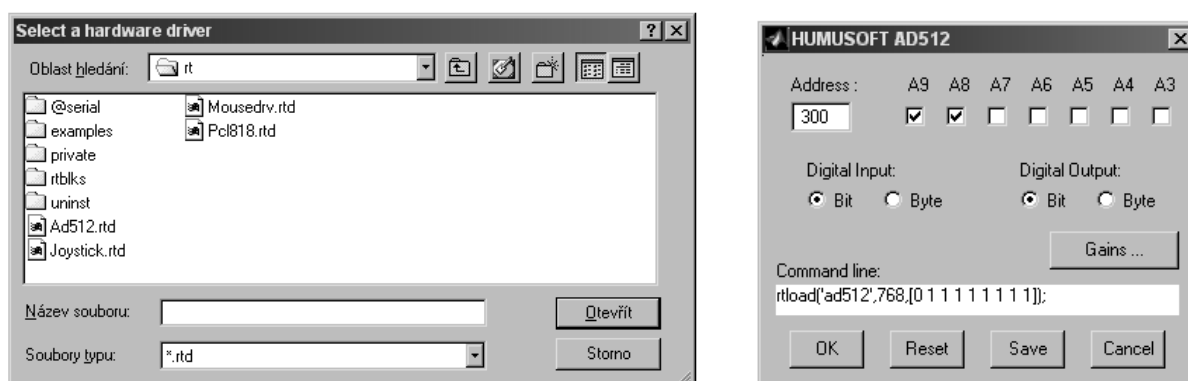 Select a hardware driver
Oblast hledání: rt
@serial
examples
private
rtblks
uninst
Ad512.rtd
Joystick.rtd
Mousedrv.rtd
Pcl818.rtd
Název souboru:
Otevřít
Soubory typu: *.rtd
Storno
HUMUSOFT AD512
Address : A9 A8 A7 A6 A5 A4 A3
300
Digital Input: Digital Output:
Bit Byte Bit Byte
Gains ...
Command line:
rtload('ad512',768,[0 1 1 1 1 1 1 1 1 1]);
OK Reset Save Cancel